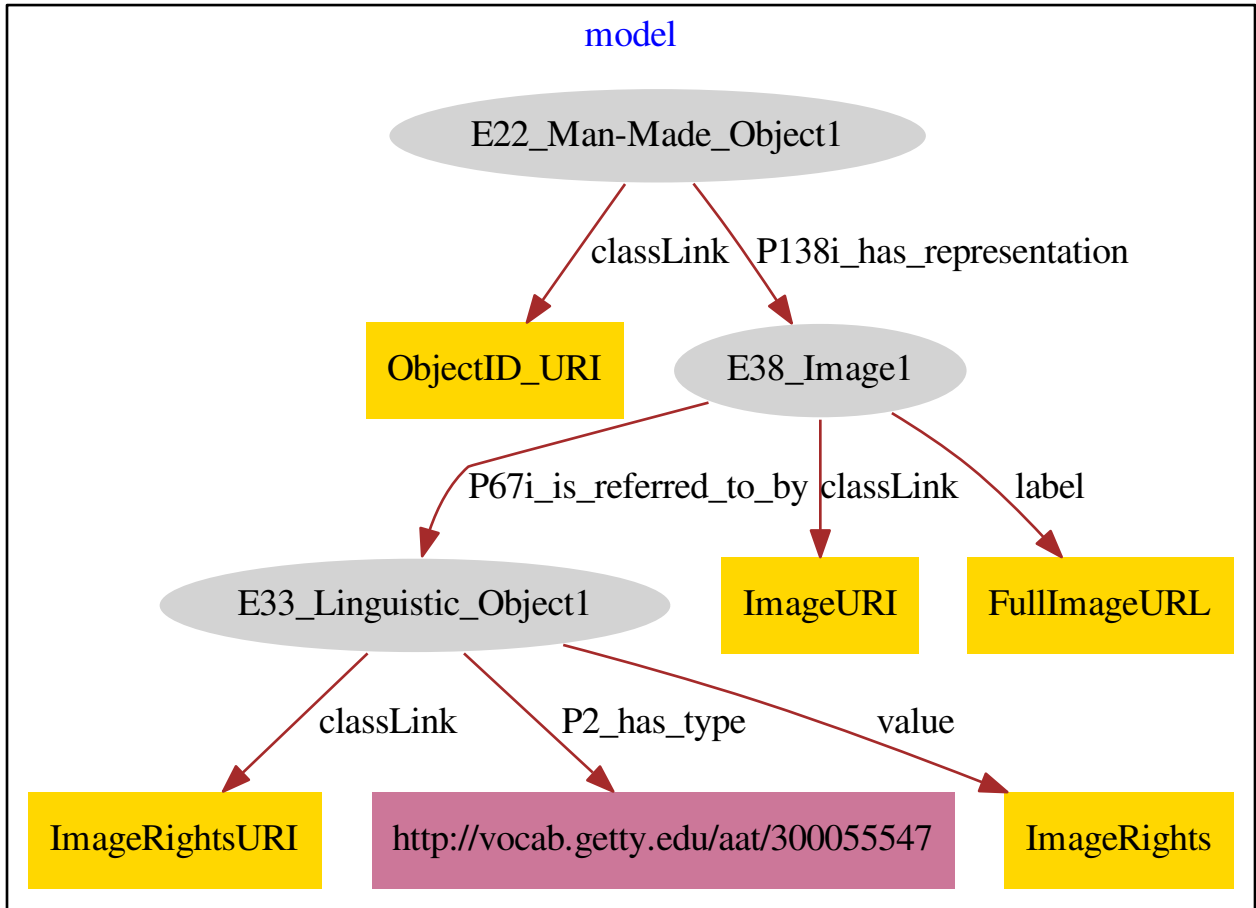 model
E22_Man-Made_Object1
classLink
P138i_has_representation
ObjectID_URI
E38_Image1
P67i_is_referred_to_by
classLink
label
E33_Linguistic_Object1
ImageURI
FullImageURL
classLink
P2_has_type
value
ImageRightsURI
http://vocab.getty.edu/aat/300055547
ImageRights